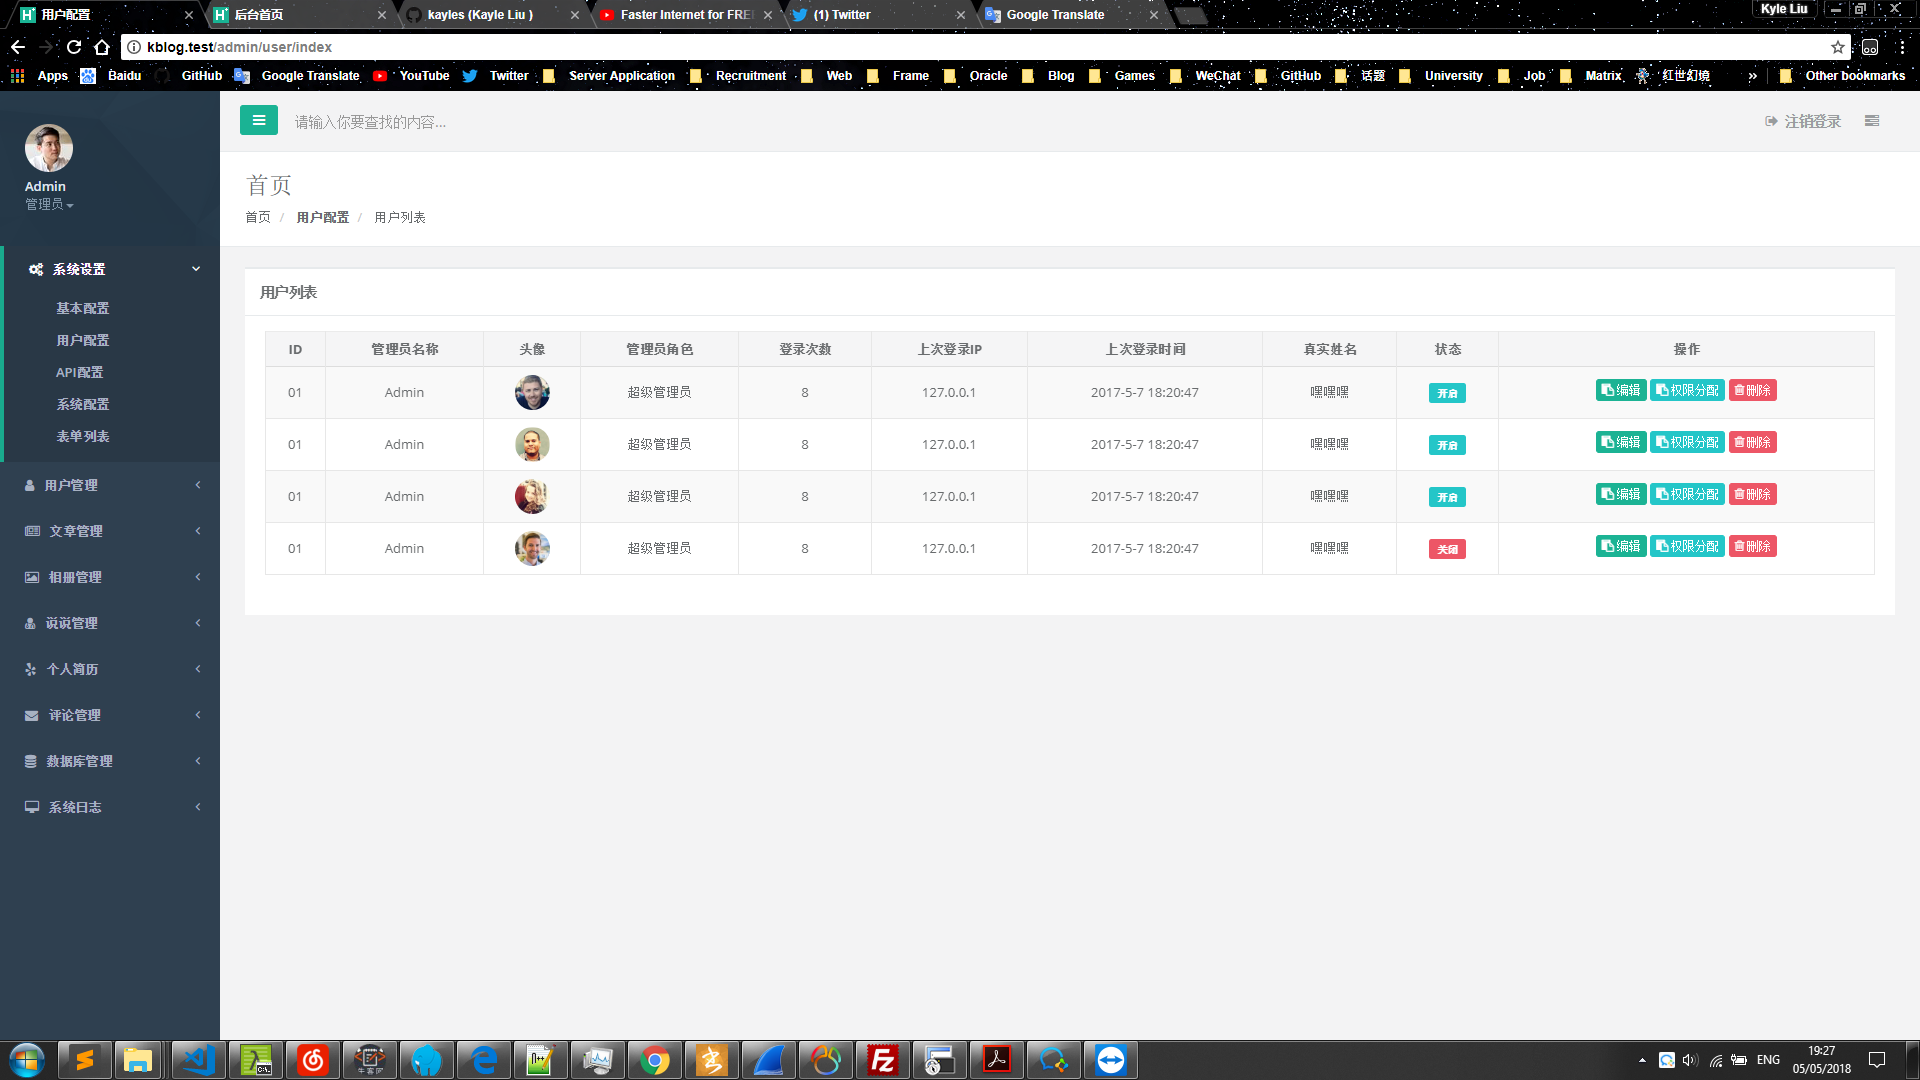 用户配置
后台首页
kayles (Kayle Liu )
Faster Internet for FRE
(1) Twitter
Google Translate
Kyle Liu
kblog.test/admin/user/index
Apps
Baidu
GitHub
Google Translate
YouTube
Twitter
Server Application
Recruitment
Web
Frame
Oracle
Blog
Games
WeChat
GitHub
话题
University
Job
Matrix
红世幻境
»
Other bookmarks
Admin
管理员
请输入你要查找的内容...
注销登录
首页
首页 / 用户配置 / 用户列表
系统设置
基本配置
用户配置
API配置
系统配置
表单列表
用户管理
文章管理
相册管理
说说管理
个人简历
评论管理
数据库管理
系统日志
用户列表
ID 管理员名称 头像 管理员角色 登录次数 上次登录IP 上次登录时间 真实姓名 状态 操作
01 Admin 超级管理员 8 127.0.0.1 2017-5-7 18:20:47 嘿嘿嘿 开启 编辑 权限分配 删除
01 Admin 超级管理员 8 127.0.0.1 2017-5-7 18:20:47 嘿嘿嘿 开启 编辑 权限分配 删除
01 Admin 超级管理员 8 127.0.0.1 2017-5-7 18:20:47 嘿嘿嘿 开启 编辑 权限分配 删除
01 Admin 超级管理员 8 127.0.0.1 2017-5-7 18:20:47 嘿嘿嘿 关闭 编辑 权限分配 删除
牛客网
ENG
19:27
05/05/2018